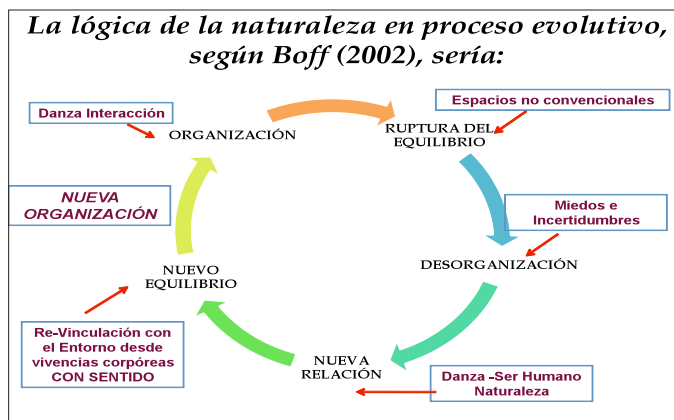 La lógica de la naturaleza en proceso evolutivo,
según Boff (2002), sería:
Danza Interacción
ORGANIZACIÓN
Espacios no convencionales
RUPTURA DEL
EQUILIBRIO
Miedos e
Incertidumbres
DESORGANIZACIÓN
Danza -Ser Humano
Naturaleza
NUEVA
RELACIÓN
Re-Vinculación con
el Entorno desde
vivencias corpóreas
CON SENTIDO
NUEVO
EQUILIBRIO
NUEVA
ORGANIZACIÓN